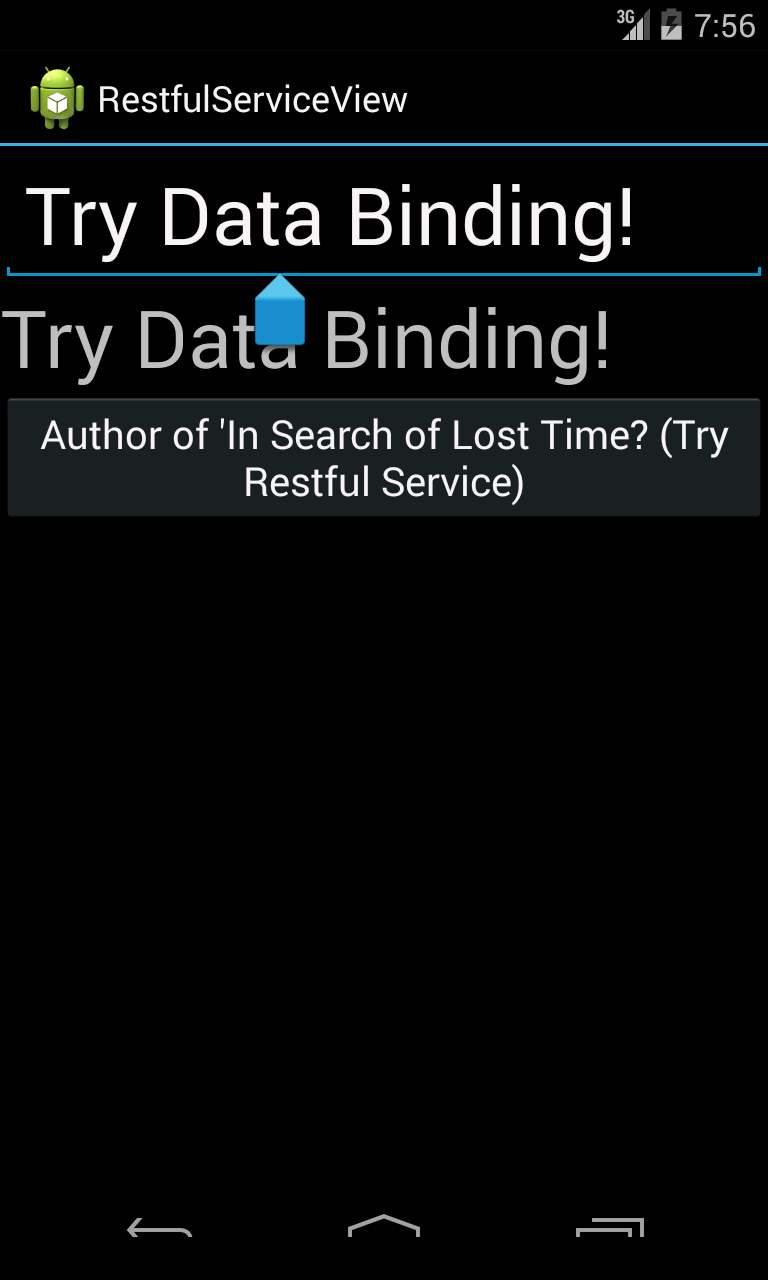 3G 7:56
RestfulServiceView
Try Data Binding!
Try Data Binding!
Author of 'In Search of Lost Time? (Try
Restful Service)